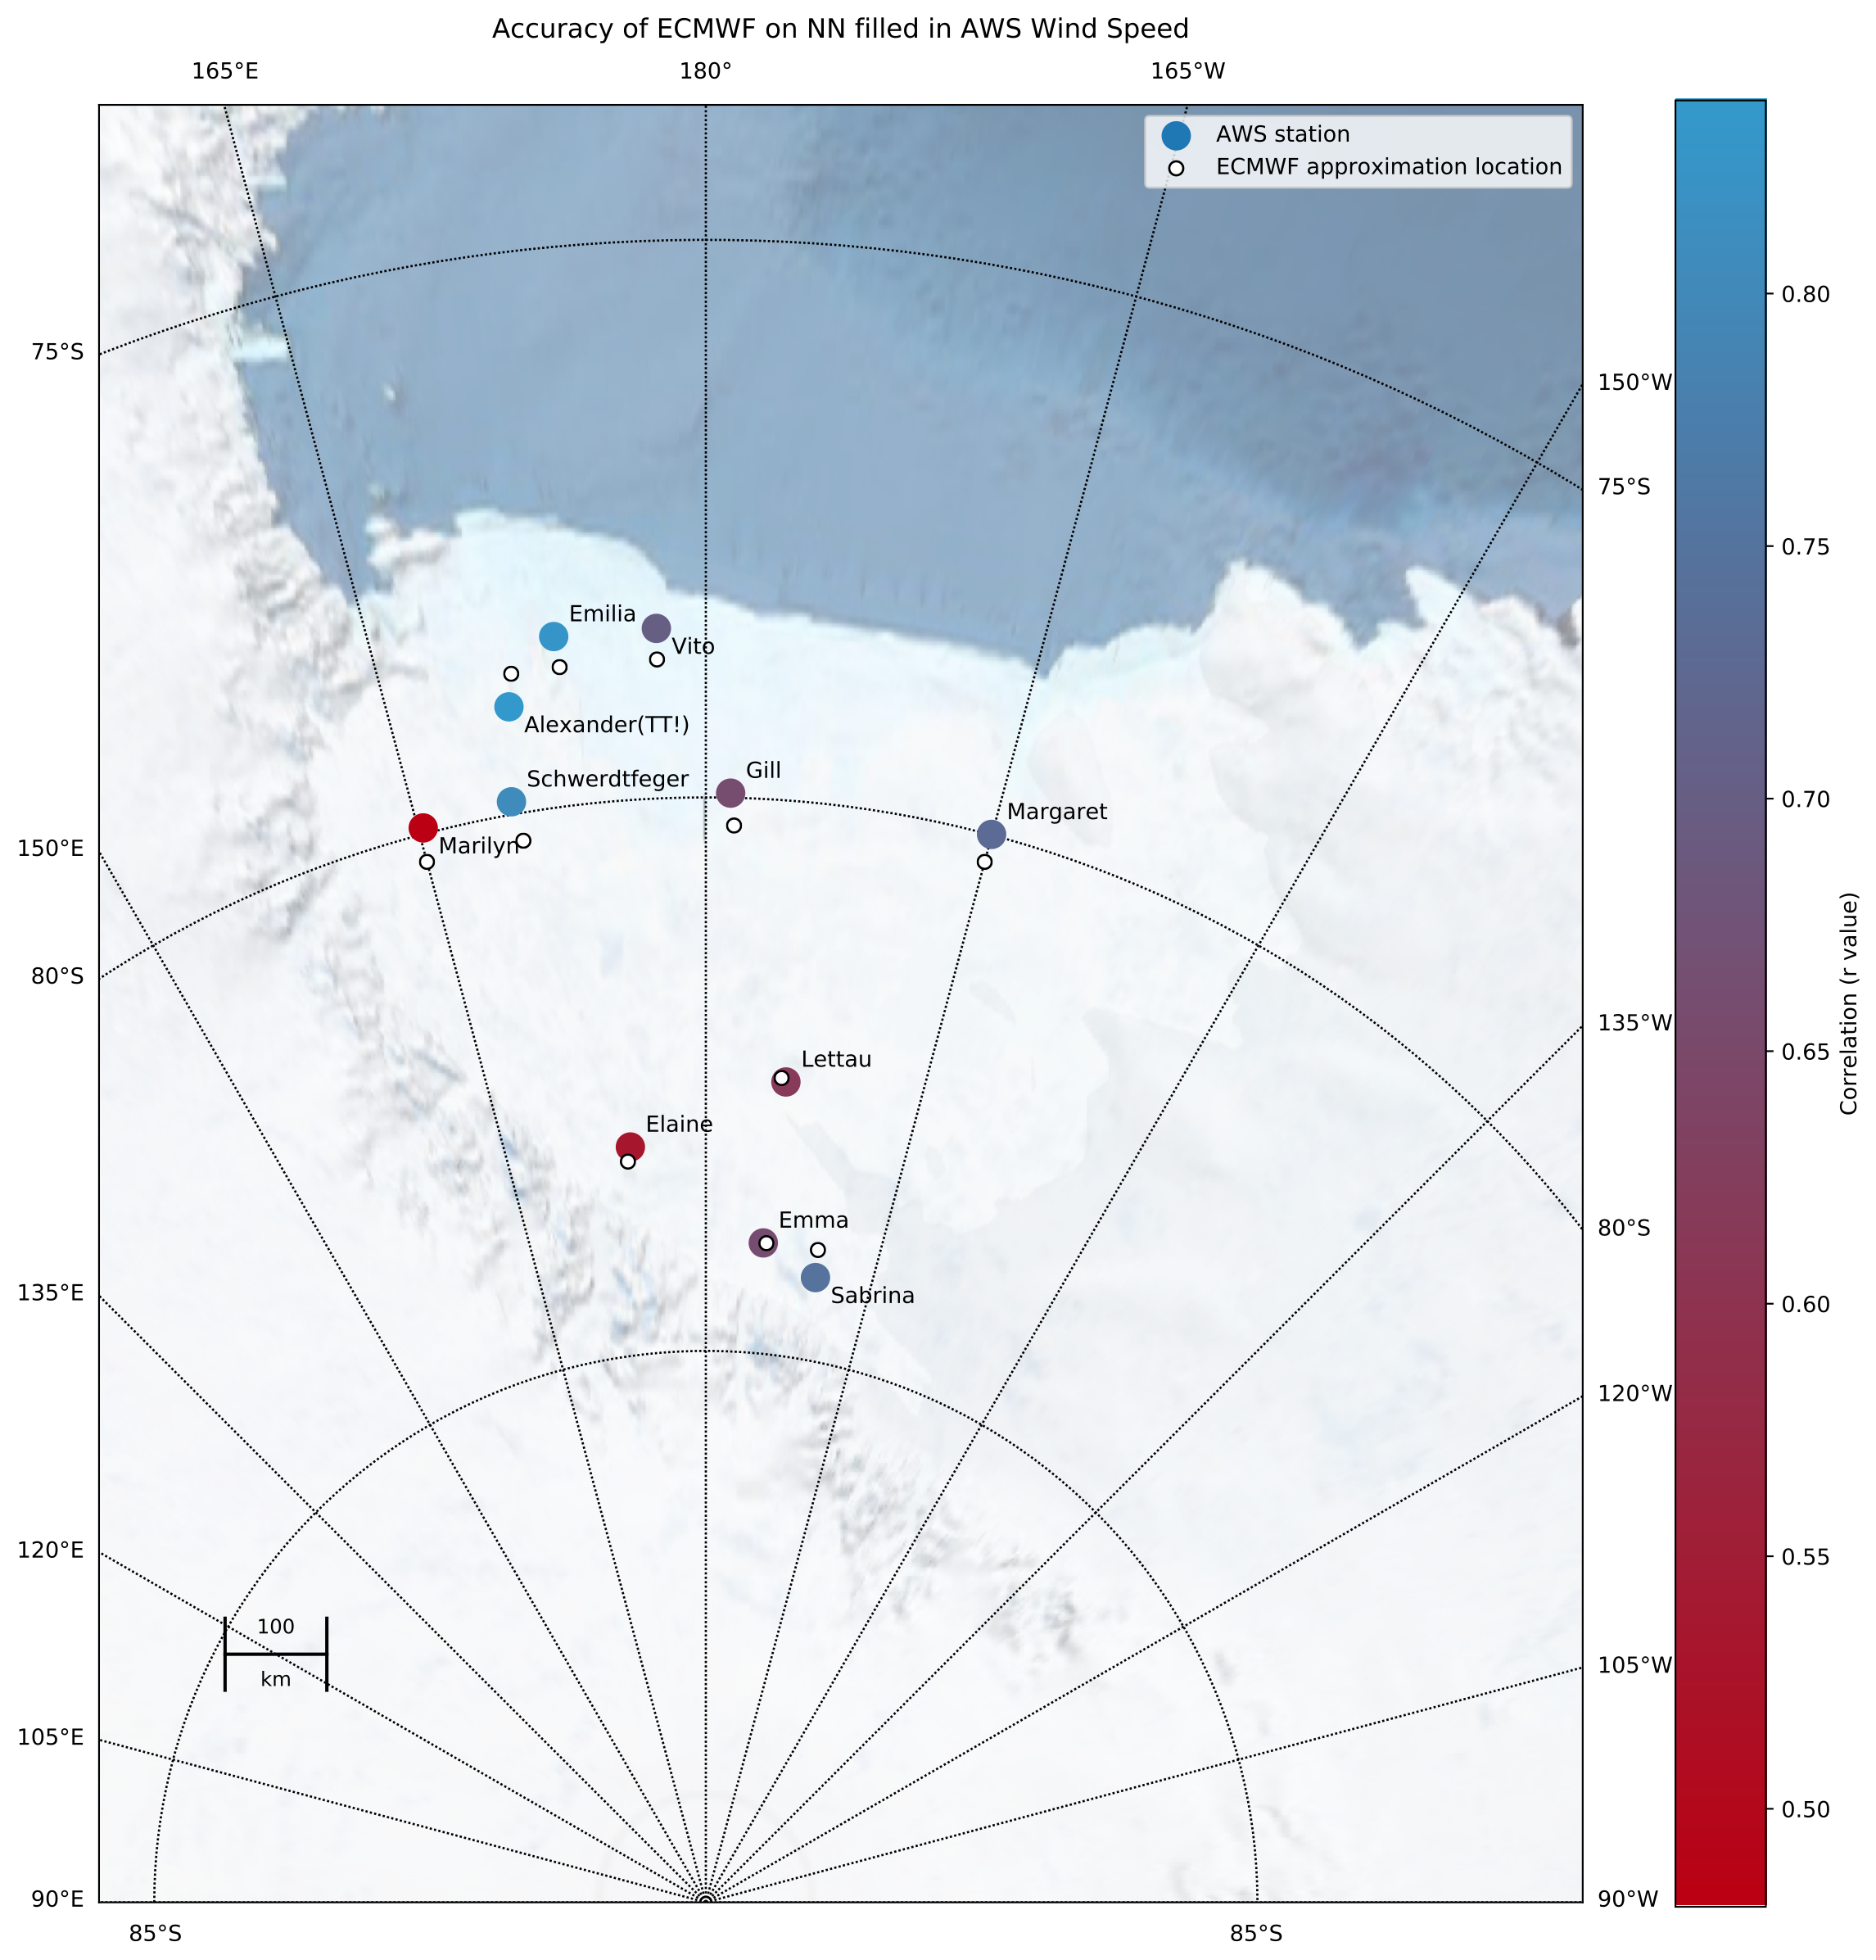 Accuracy of ECMWF on NN filled in AWS Wind Speed
165°E
180°
165°W
AWS station
ECMWF approximation location
0.80
75°S
150°W
75°S
0.75
Emilia
Vito
Alexander(TT!)
Schwerdtfeger
Gill
0.70
Margaret
Marilyn
150°E
80°S
135°W
Correlation (r value)
0.65
Lettau
Elaine
Emma
80°S
Sabrina
135°E
0.60
120°W
120°E
0.55
100
km
105°W
105°E
0.50
90°E
90°W
85°S
85°S